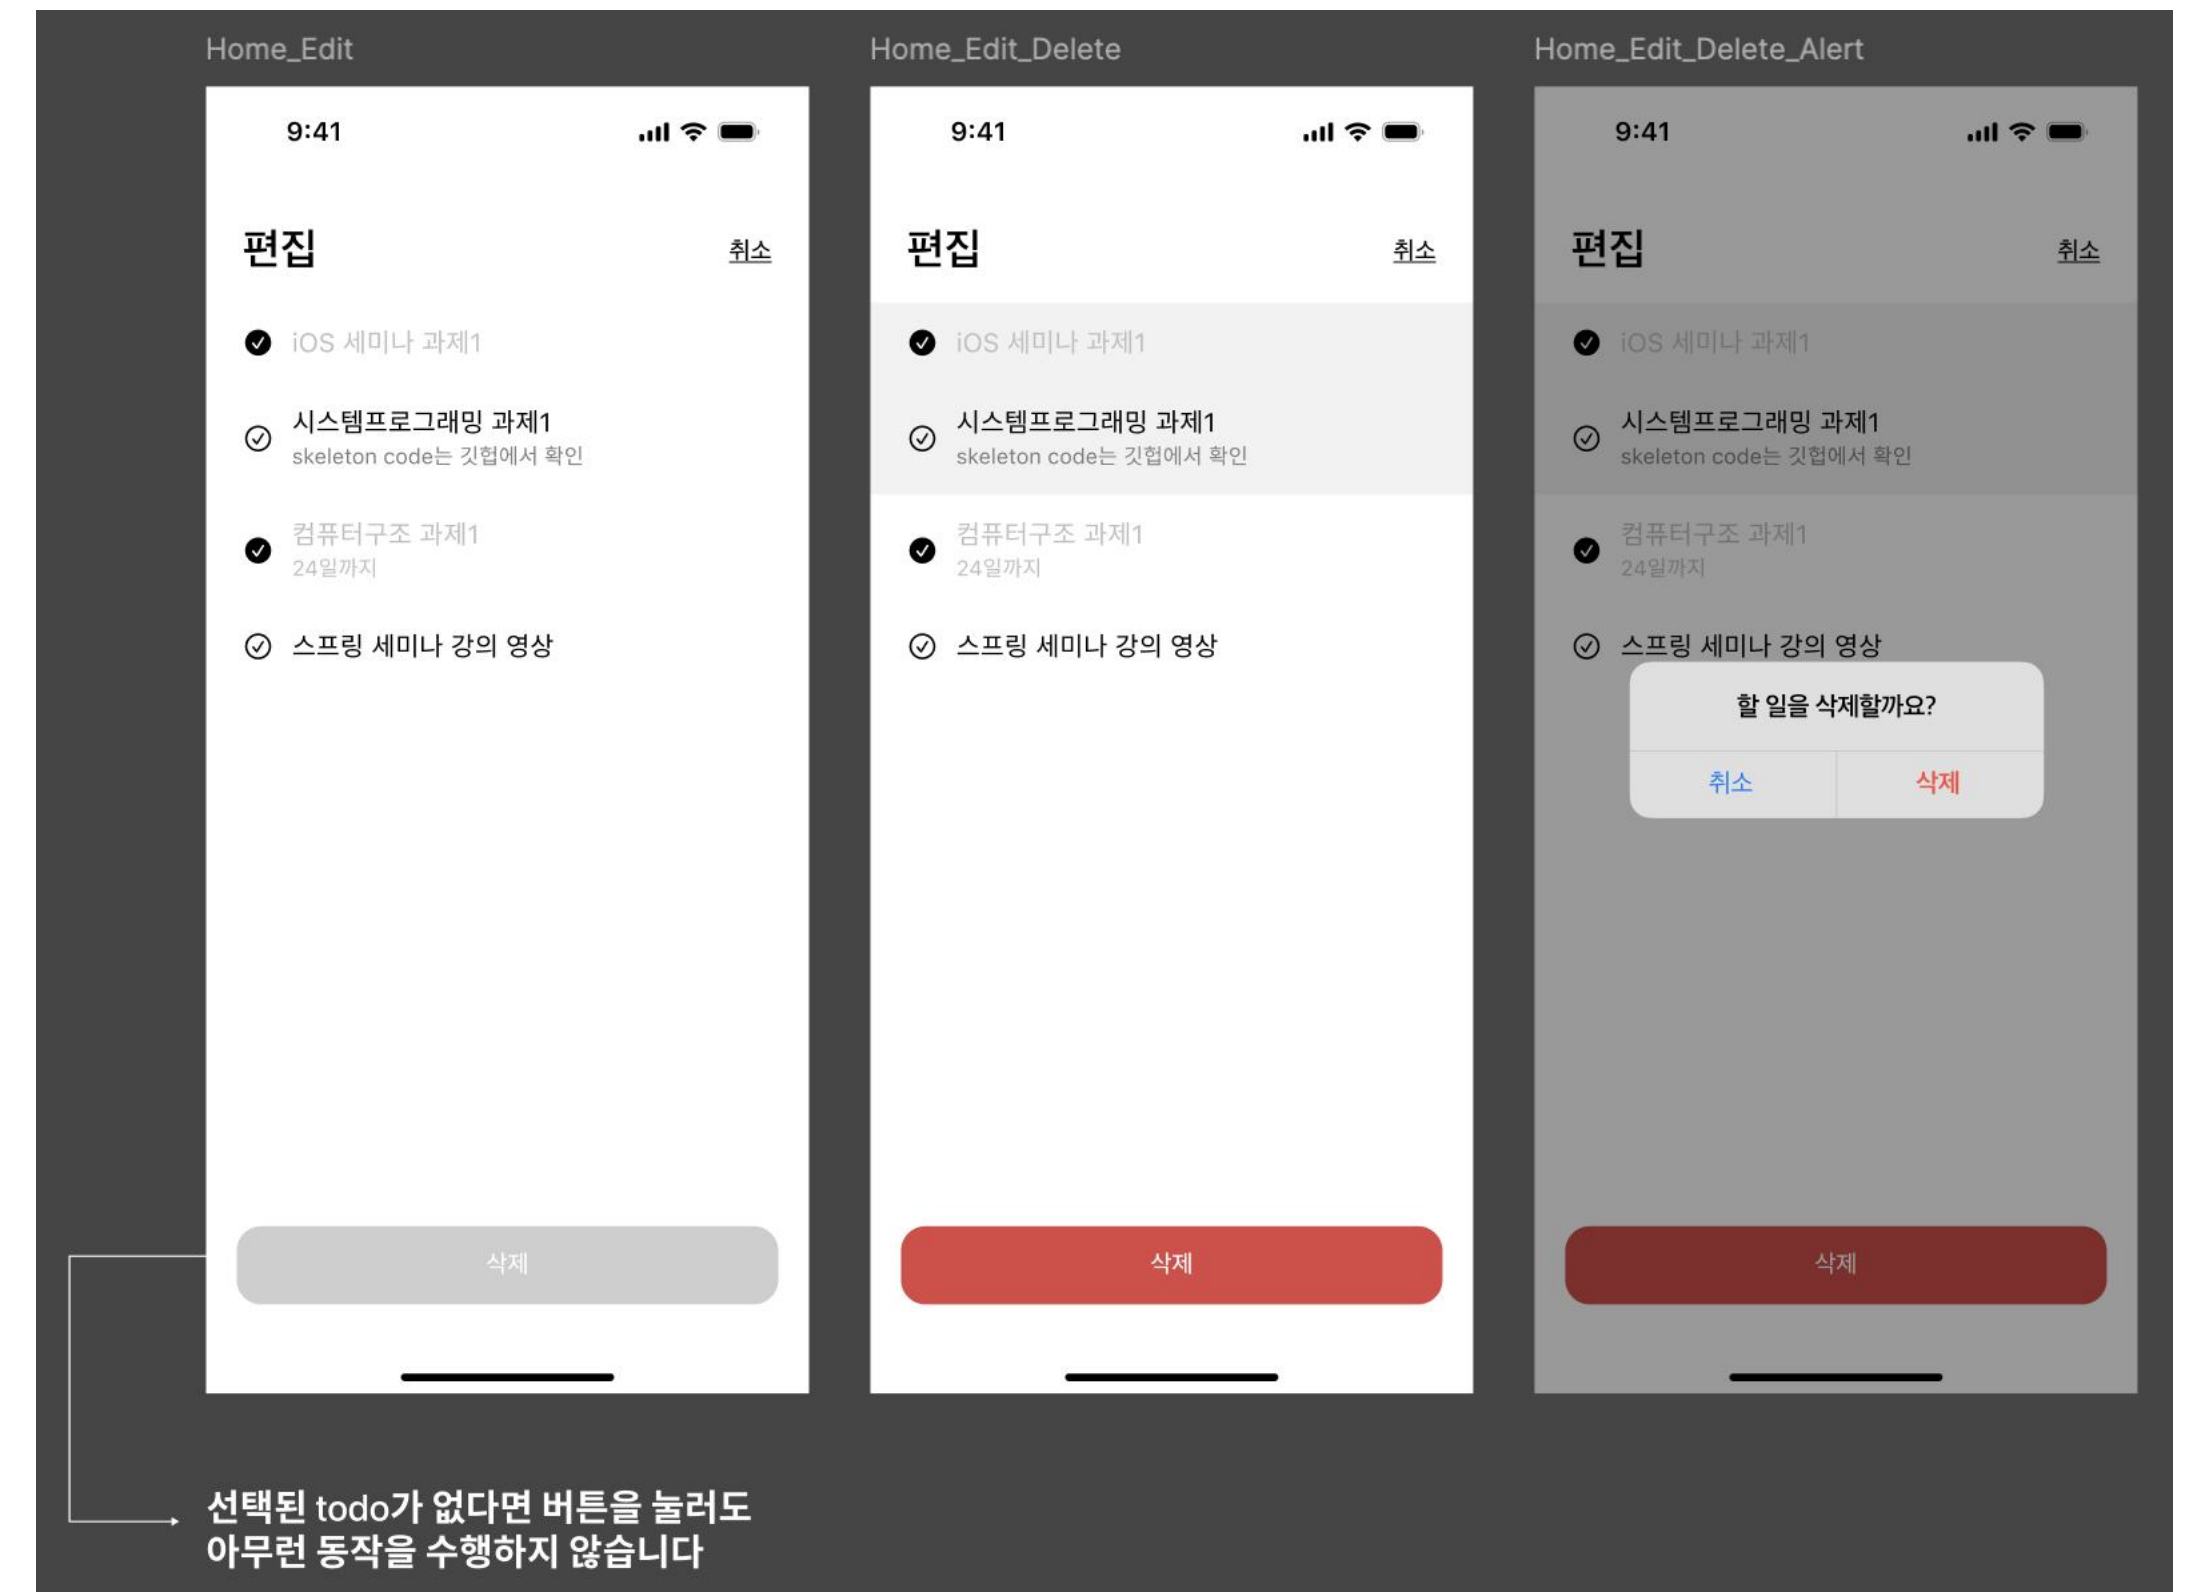 Home_Edit
9:41
편집
취소
iOS 세미나 과제1
시스템프로그래밍 과제1
skeleton code는 깃헙에서 확인
컴퓨터구조 과제1
24일까지
스프링 세미나 강의 영상
삭제
선택된 todo가 없다면 버튼을 눌러도
아무런 동작을 수행하지 않습니다
Home_Edit_Delete
9:41
편집
취소
iOS 세미나 과제1
시스템프로그래밍 과제1
skeleton code는 깃헙에서 확인
컴퓨터구조 과제1
24일까지
스프링 세미나 강의 영상
삭제
Home_Edit_Delete_Alert
9:41
편집
취소
iOS 세미나 과제1
시스템프로그래밍 과제1
skeleton code는 깃헙에서 확인
컴퓨터구조 과제1
24일까지
스프링 세미나 강의 영상
할 일을 삭제할까요?
취소
삭제
삭제